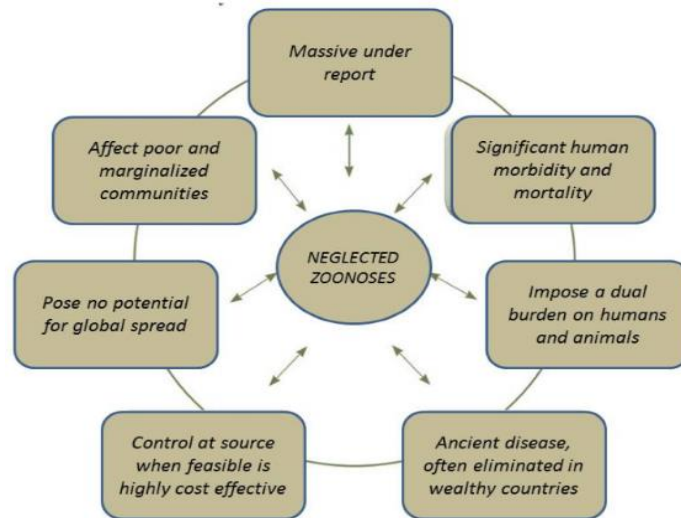 Massive under
report
Affect poor and
marginalized
communities
Significant human
morbidity and
mortality
NEGLECTED
ZOONOSES
Pose no potential
for global spread
Impose a dual
burden on humans
and animals
Control at source
when feasible is
highly cost effective
Ancient disease,
often eliminated in
wealthy countries